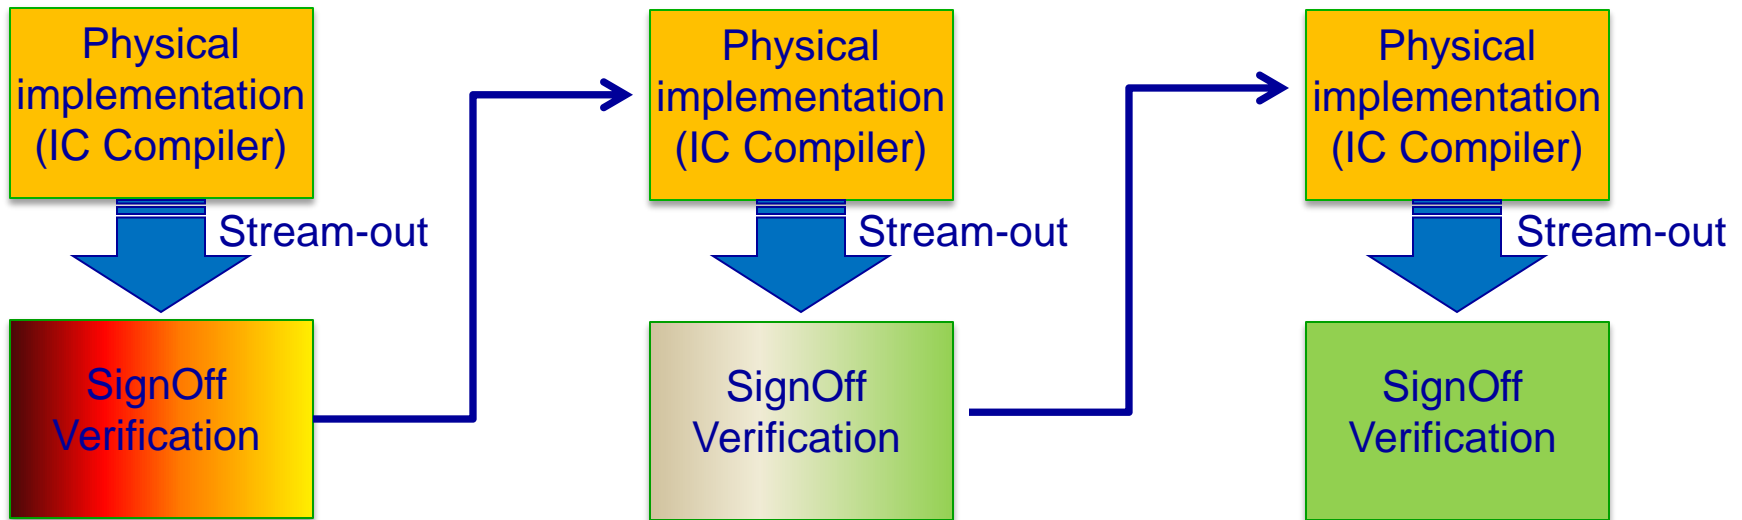 Physical
implementation
(IC Compiler)
Stream-out
SignOff
Verification
Physical
implementation
(IC Compiler)
Stream-out
SignOff
Verification
Physical
implementation
(IC Compiler)
Stream-out
SignOff
Verification